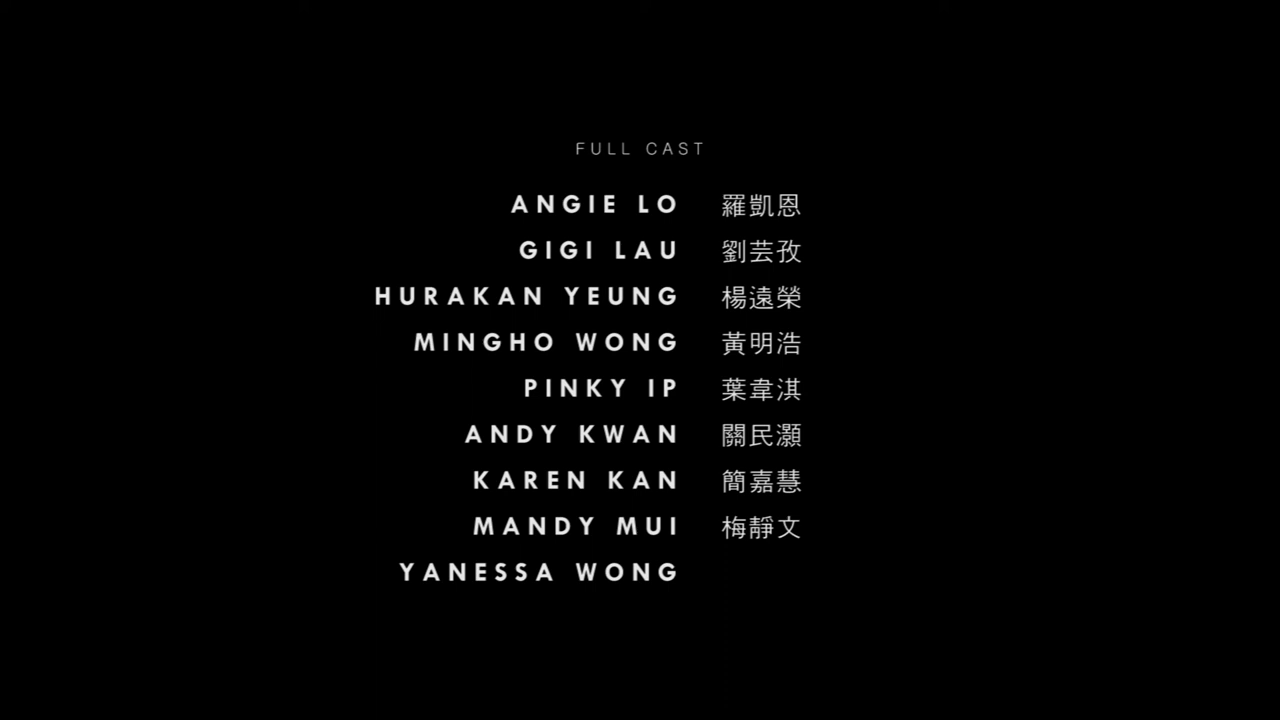 FULL CAST
ANGIE LO 羅凱恩
GIGI LAU 劉芸孜
HURAKAN YEUNG 楊遠榮
MINGHO WONG 黃明浩
PINKY IP 葉韋淇
ANDY KWAN 關民灝
KAREN KAN 簡嘉慧
MANDY MUI 梅靜文
YANESSA WONG